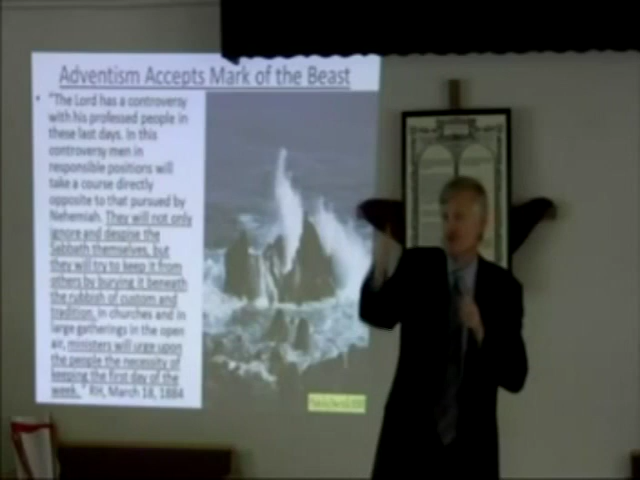 Adventism Accepts Mark of the Beast
• "The Lord has a controversy
with his professed people in
these last days. In this
controversy men in
responsible positions will
take a course directly
opposite to that pursued by
Nehemiah. They will not only
ignore and despise the
Sabbath themselves, but
they will try to keep it from
others by burying it beneath
the rubbish of custom and
tradition. In churches and in
large gatherings in the open
air, ministers will urge upon
the people the necessity of
keeping the first day of the
week." RH, March 18, 1884